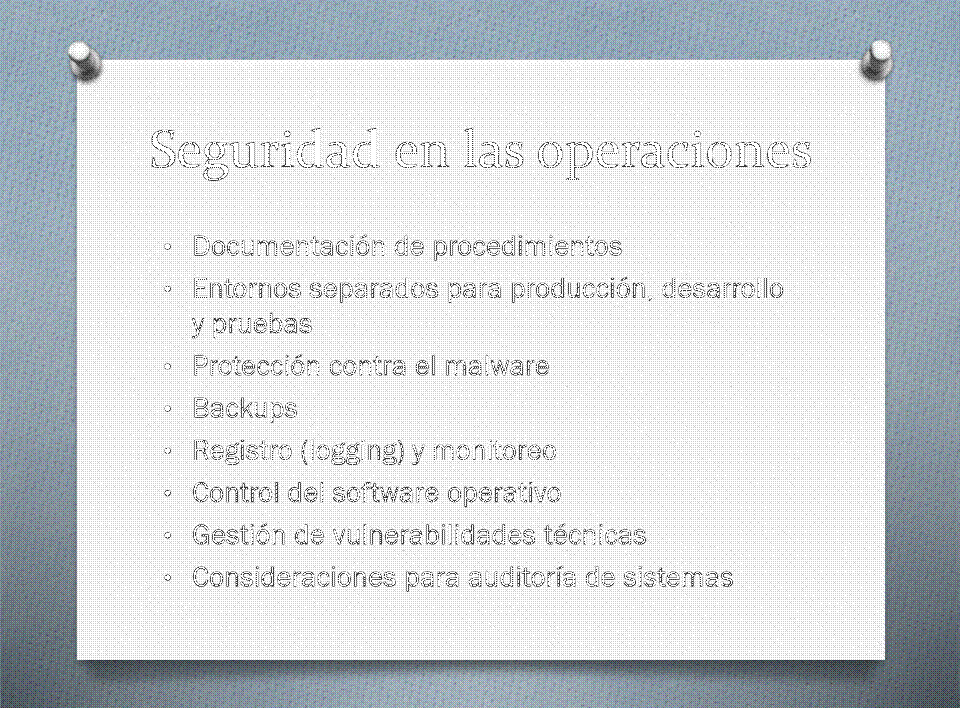 Seguridad en las operaciones
• Documentación de procedimientos
• Entornos separados para producción, desarrollo
y pruebas
• Protección contra el malware
• Backups
• Registro (logging) y monitoreo
• Control del software operativo
• Gestión de vulnerabilidades técnicas
• Consideraciones para auditoría de sistemas